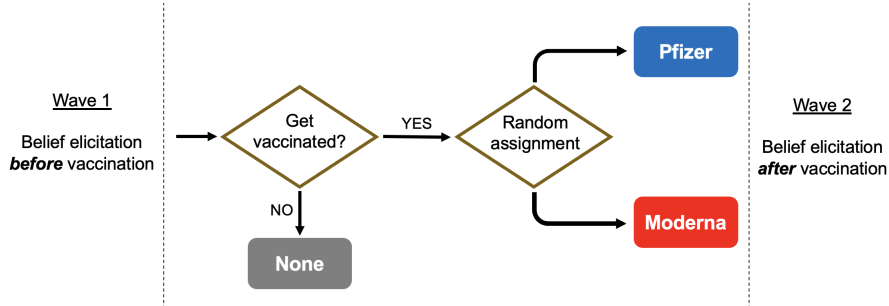 Wave 1
Belief elicitation
before vaccination
Get
vaccinated?
YES
NO
None
Random
assignment
Pfizer
Moderna
Wave 2
Belief elicitation
after vaccination